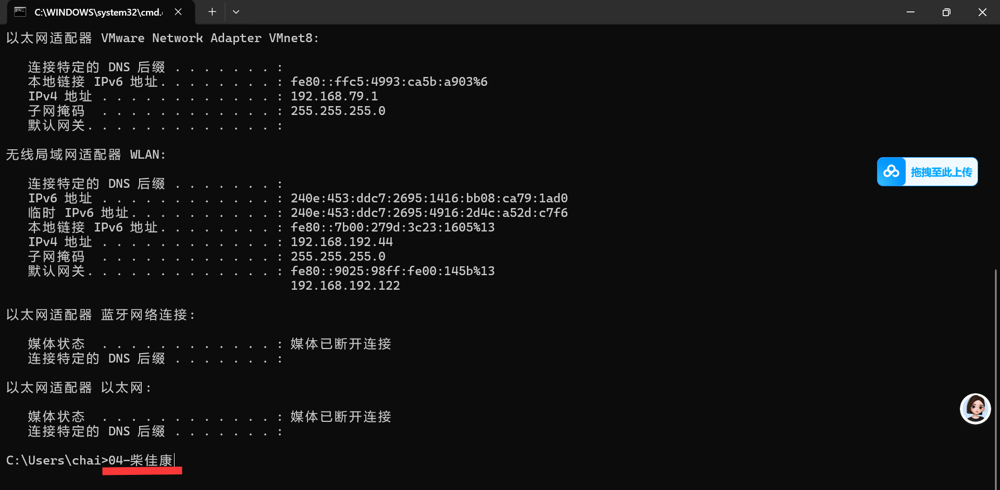 C:\WINDOWS\system32\cmd.
以太网适配器 VMware Network Adapter VMnet8:
连接特定的 DNS 后缀 . . . . . . . :
本地链接 IPv6 地址. . . . . . . . : fe80::ffc5:4993:ca5b:a903%6
IPv4 地址 . . . . . . . . . . . . : 192.168.79.1
子网掩码  . . . . . . . . . . . . : 255.255.255.0
默认网关. . . . . . . . . . . . . :
无线局域网适配器 WLAN:
连接特定的 DNS 后缀 . . . . . . . :
IPv6 地址 . . . . . . . . . . . . : 240e:453:ddc7:2695:1416:bb08:ca79:1ad0
临时 IPv6 地址. . . . . . . . . . : 240e:453:ddc7:2695:4916:2d4c:a52d:c7f6
本地链接 IPv6 地址. . . . . . . . : fe80::7b00:279d:3c23:1605%13
IPv4 地址 . . . . . . . . . . . . : 192.168.192.44
子网掩码  . . . . . . . . . . . . : 255.255.255.0
默认网关. . . . . . . . . . . . . : fe80::9025:98ff:fe00:145b%13
192.168.192.122
以太网适配器 蓝牙网络连接:
媒体状态  . . . . . . . . . . . . : 媒体已断开连接
连接特定的 DNS 后缀 . . . . . . . :
以太网适配器 以太网:
媒体状态  . . . . . . . . . . . . : 媒体已断开连接
连接特定的 DNS 后缀 . . . . . . . :
C:\Users\chai>04-柴佳康
拖拽至此上传